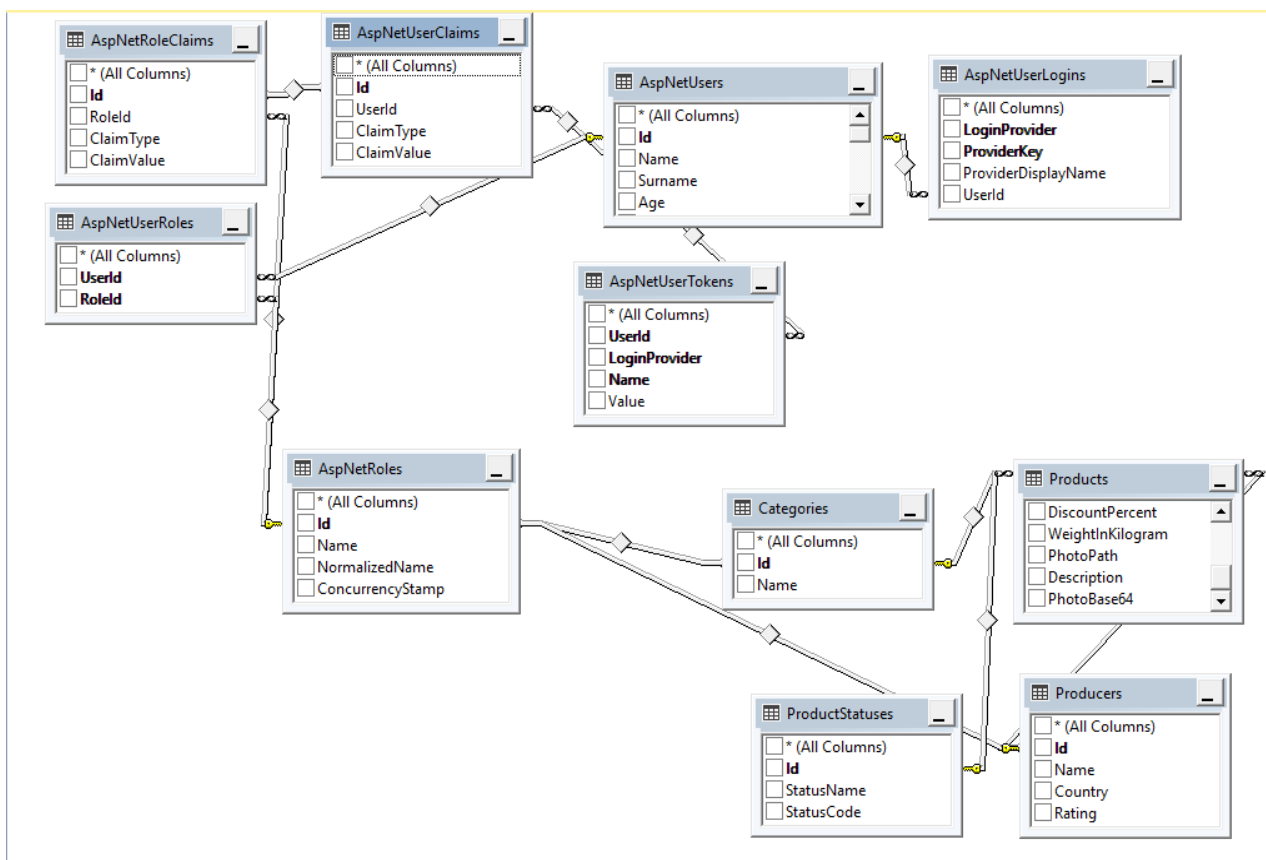 AspNetRoleClaims
* (All Columns)
Id
RoleId
ClaimType
ClaimValue
AspNetUserClaims
* (All Columns)
Id
UserId
ClaimType
ClaimValue
AspNetUsers
* (All Columns)
Id
Name
Surname
Age
AspNetUserLogins
* (All Columns)
LoginProvider
ProviderKey
ProviderDisplayName
UserId
AspNetUserRoles
* (All Columns)
UserId
RoleId
AspNetUserTokens
* (All Columns)
UserId
LoginProvider
Name
Value
AspNetRoles
* (All Columns)
Id
Name
NormalizedName
ConcurrencyStamp
Categories
* (All Columns)
Id
Name
Products
DiscountPercent
WeightInKilogram
PhotoPath
Description
PhotoBase64
ProductStatuses
* (All Columns)
Id
StatusName
StatusCode
Producers
* (All Columns)
Id
Name
Country
Rating